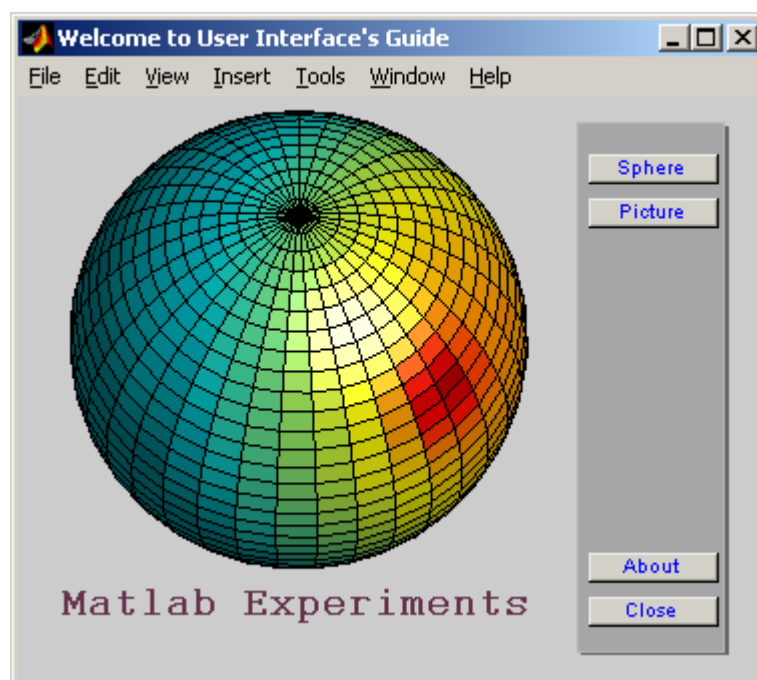 Welcome to User Interface's Guide
File Edit View Insert Tools Window Help
Sphere
Picture
About
Close
Matlab Experiments